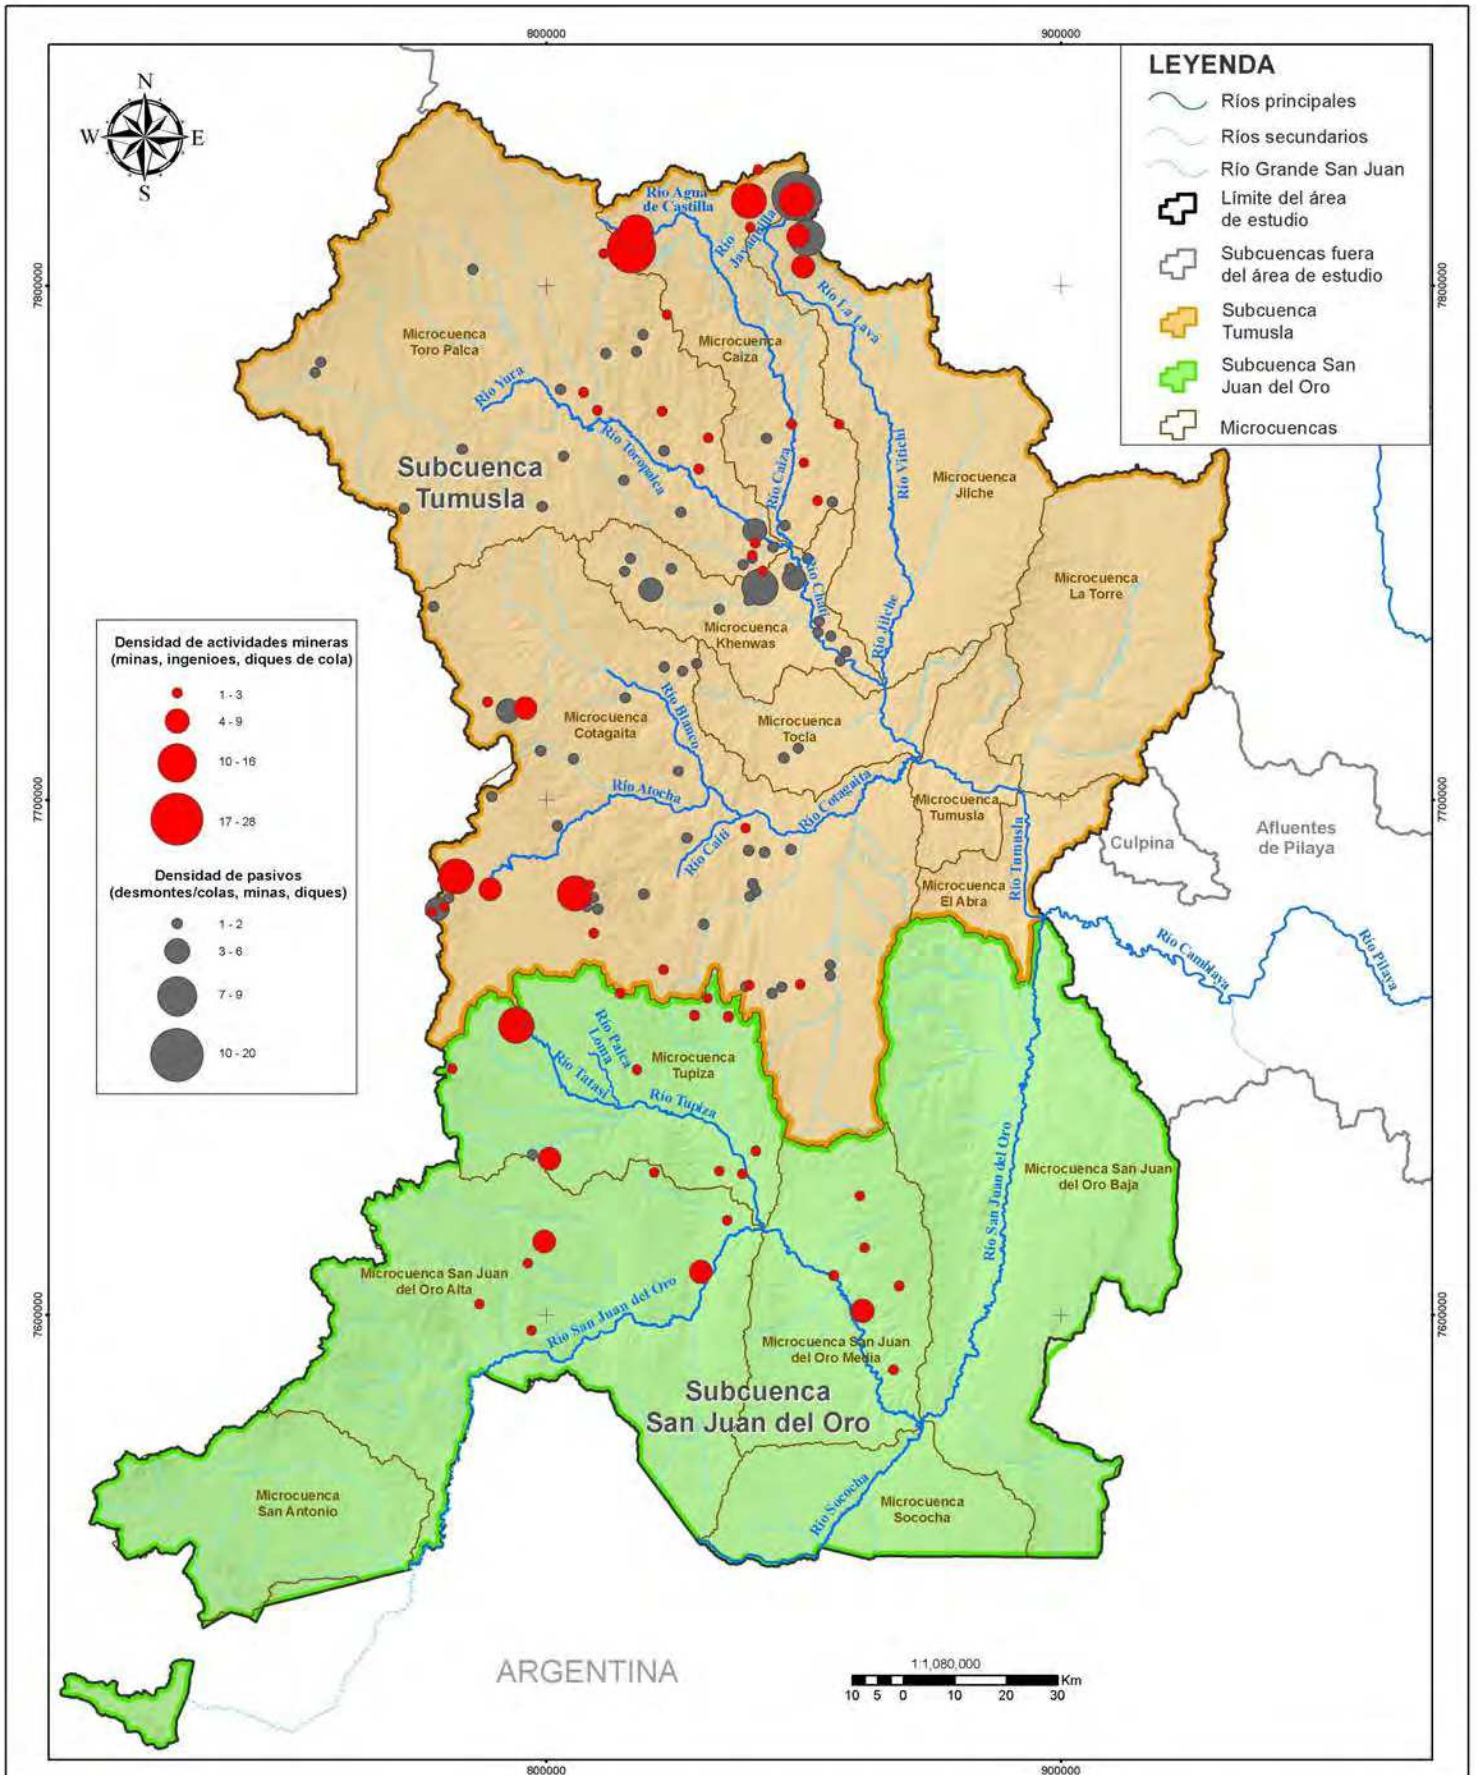 800000
900000
N
W
E
S
LEYENDA
Ríos principales
Ríos secundarios
Río Grande San Juan
Límite del área
de estudio
Subcuencas fuera
del área de estudio
Subcuenca
Tumusla
Subcuenca San
Juan del Oro
Microcuencas
7800000
7800000
Río Agua
de Castilla
Río
Jayaquilla
Río La Lava
Microcuenca
Toro Palca
Microcuenca
Caiza
Río Yura
Río Toropalca
Río Caiza
Río Vitichi
Subcuenca
Tumusla
Microcuenca
Jilche
Microcuenca
La Torre
Río Chati
Río Jilche
Microcuenca
Khenwas
Densidad de actividades mineras
(minas, ingenioes, diques de cola)
1 - 3
4 - 9
10 - 16
17 - 28
Densidad de pasivos
(desmontes/colas, minas, diques)
1 - 2
3 - 6
7 - 9
10 - 20
Río Blanco
Microcuenca
Cotagaita
Microcuenca
Tocla
Río Atocha
Río Cotagaita
Río Caiti
7700000
7700000
Microcuenca
Tumusla
Río Tumusla
Culpina
Afluentes
de Pilaya
Microcuenca
El Abra
Río Camblaya
Río Pilaya
Río Palca
Loma
Río Tatasi
Microcuenca
Tupiza
Río Tupiza
Río San Juan del Oro
Microcuenca San Juan
del Oro Baja
Microcuenca San Juan
del Oro Alta
Río San Juan del Oro
7600000
7600000
Microcuenca San Juan
del Oro Media
Subcuenca
San Juan del Oro
Microcuenca
San Antonio
Río Sococha
Microcuenca
Sococha
ARGENTINA
1:1,080,000
Km
10 5 0 10 20 30
800000
900000